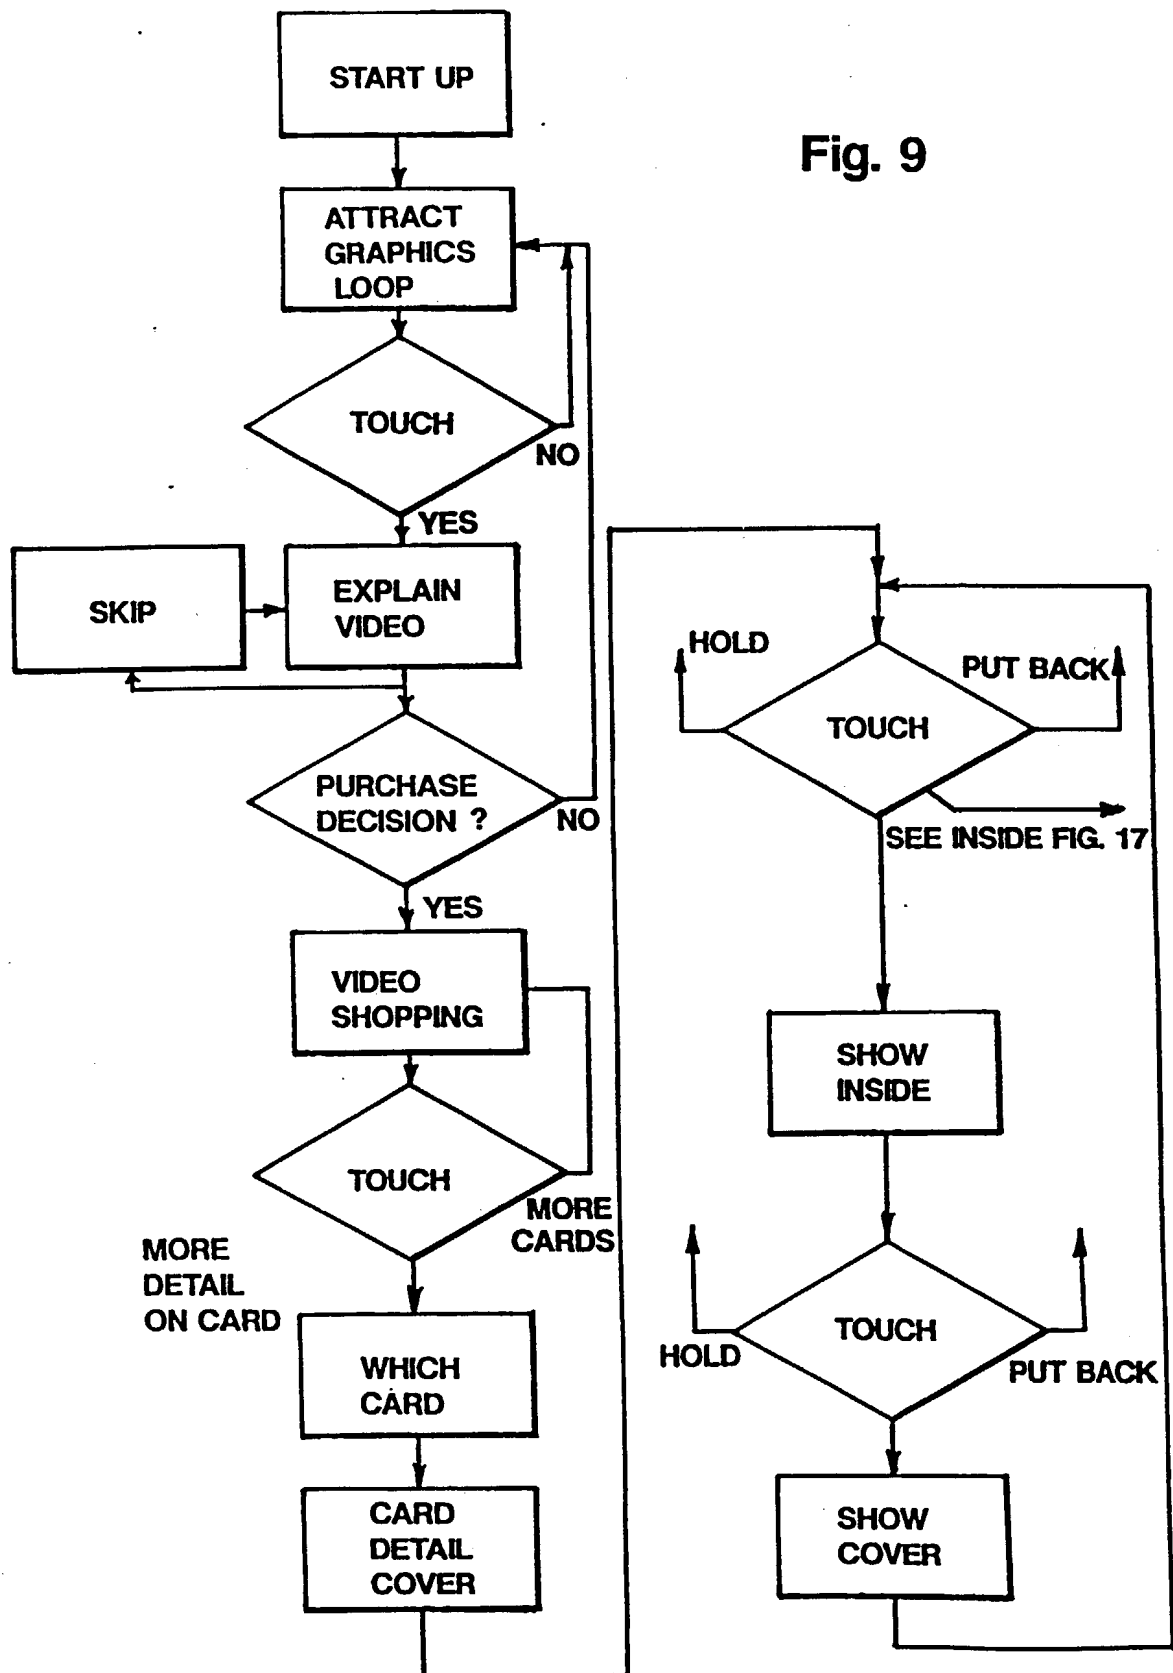 START UP
Fig. 9
ATTRACT
GRAPHICS
LOOP
TOUCH
NO
YES
SKIP
EXPLAIN
VIDEO
PURCHASE
DECISION ?
NO
YES
VIDEO
SHOPPING
TOUCH
MORE
CARDS
MORE
DETAIL
ON CARD
WHICH
CARD
CARD
DETAIL
COVER
HOLD
PUT BACK
TOUCH
SEE INSIDE FIG. 17
SHOW
INSIDE
TOUCH
HOLD
PUT BACK
SHOW
COVER